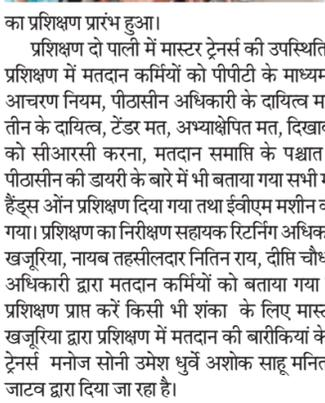 का प्रशिक्षण प्रारंभ हुआ।
प्रशिक्षण दो पाली में मास्टर ट्रेनर्स की उपस्थिति
प्रशिक्षण में मतदान कर्मियों को पीपीटी के माध्यम
आचरण नियम, पीठासीन अधिकारी के दायित्व म
तीन के दायित्व, टेंडर मत, अभ्याक्षेपित मत, दिखाव
को सीआरसी करना, मतदान समाप्ति के पश्चात
पीठासीन की डायरी के बारे में भी बताया गया सभी
हैंड्स ओंन प्रशिक्षण दिया गया तथा ईवीएम मशीन
गया। प्रशिक्षण का निरीक्षण सहायक रिटर्निग अधिक
खजूरिया, नायब तहसीलदार नितिन राय, दीप्ति चौध
अधिकारी द्वारा मतदान कर्मियों को बताया गया
प्रशिक्षण प्राप्त करें किसी भी शंका के लिए मास्ट
खजूरिया द्वारा प्रशिक्षण में मतदान की बारीकियां के
ट्रेनर्स मनोज सोनी उमेश धुर्वे अशोक साहू मनित
जाटव द्वारा दिया जा रहा है।